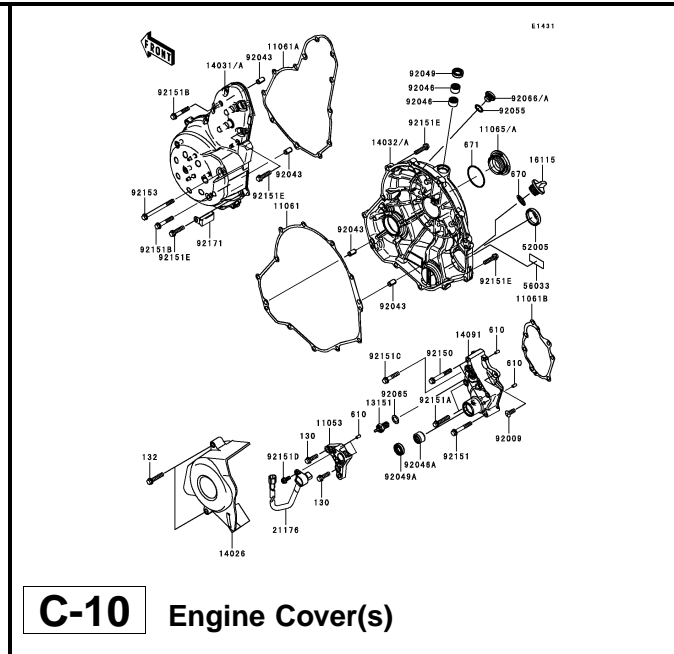 E1431
FRONT
92043
11061A
14031/A
92151B
92049
92046
92046
92066/A
92055
11065/A
92151E
14032/A
671
16115
670
92043
92151E
92153
11061
92043
52005
92151B
92171
92151E
92151E
56033
92043
11061B
610
14091
92150
92151C
610
92065
13151
92151A
610
11053
130
132
92151D
92009
92151
92046A
92049A
130
21176
14026
C-10 Engine Cover(s)